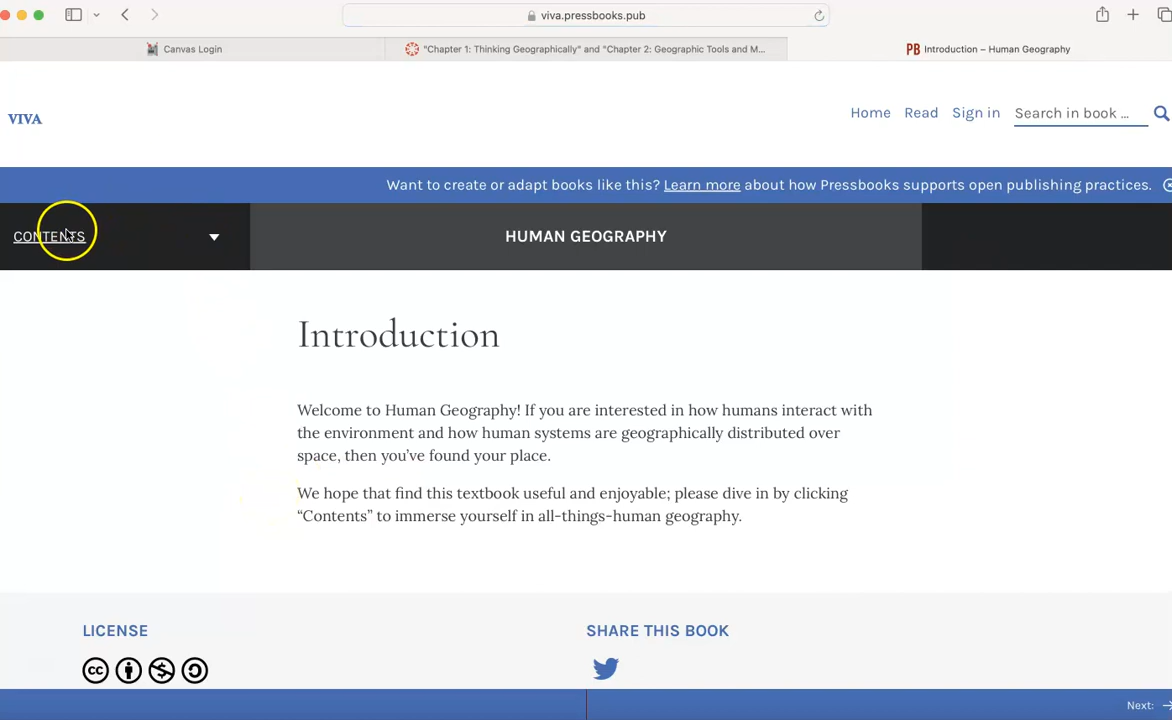 viva.pressbooks.pub
Canvas Login
"Chapter 1: Thinking Geographically" and "Chapter 2: Geographic Tools and M...
PB Introduction – Human Geography
VIVA
Home Read Sign in Search in book ...
Want to create or adapt books like this? Learn more about how Pressbooks supports open publishing practices.
CONTENTS
HUMAN GEOGRAPHY
Introduction
Welcome to Human Geography! If you are interested in how humans interact with
the environment and how human systems are geographically distributed over
space, then you’ve found your place.
We hope that find this textbook useful and enjoyable; please dive in by clicking
“Contents” to immerse yourself in all-things-human geography.
LICENSE
SHARE THIS BOOK
cc
Next: